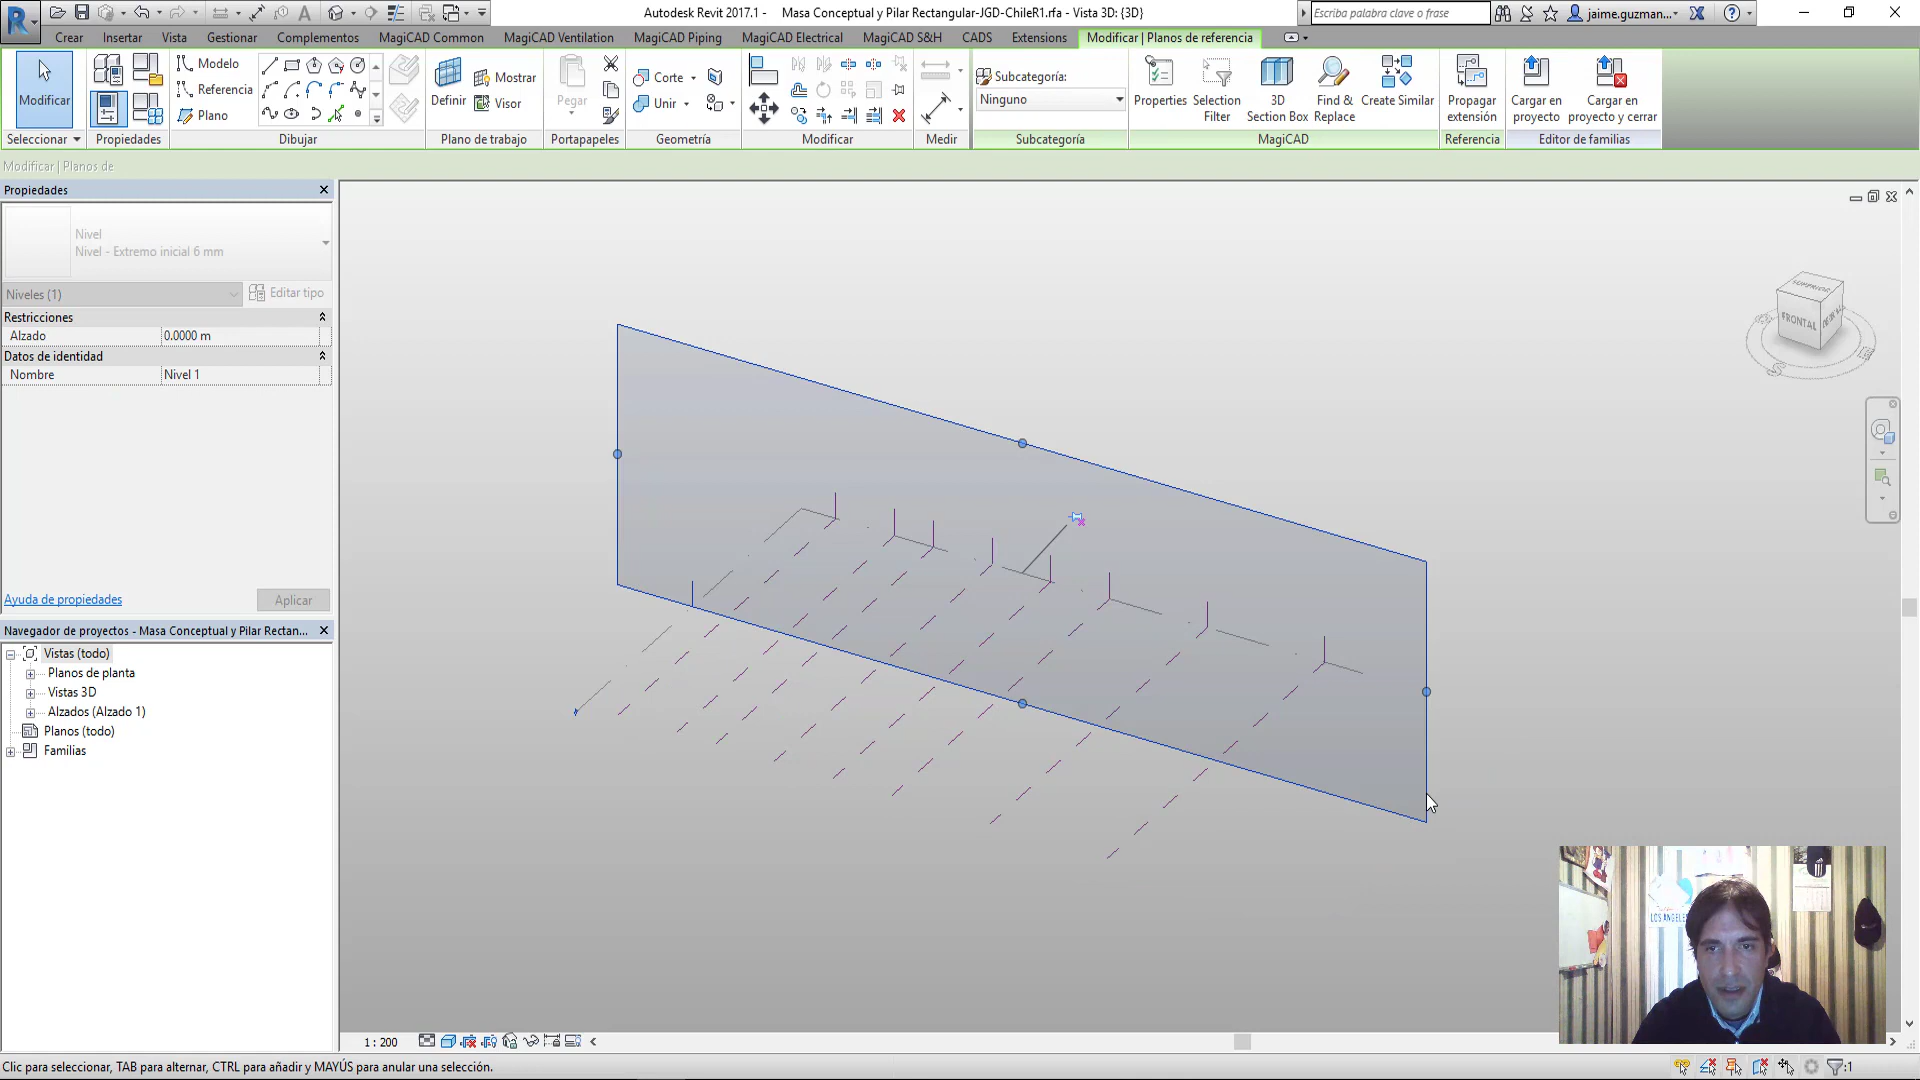 Autodesk Revit 2017.1 - Masa Conceptual y Pilar Rectangular-JGD-ChileR1.rfa - Vista 3D: {3D}
Escriba palabra clave o frase
jaime.guzman...
Crear Insertar Vista Gestionar Complementos MagiCAD Common MagiCAD Ventilation MagiCAD Piping MagiCAD Electrical MagiCAD S&H CADS Extensions Modificar | Planos de referencia
Modificar
Modelo
Referencia
Plano
Definir
Mostrar
Visor
Pegar
Corte
Unir
Subcategoría:
Ninguno
Properties
Selection Filter
3D Section Box
Find & Replace
Create Similar
Propagar extensión
Cargar en proyecto
Cargar en proyecto y cerrar
Seleccionar Propiedades Dibujar Plano de trabajo Portapapeles Geometría Modificar Medir Subcategoría MagiCAD Referencia Editor de familias
Modificar | Planos de
Propiedades
Nivel
Nivel - Extremo inicial 6 mm
Niveles (1) Editar tipo
Restricciones
Alzado 0.0000 m
Datos de identidad
Nombre Nivel 1
Ayuda de propiedades Aplicar
Navegador de proyectos - Masa Conceptual y Pilar Rectan...
Vistas (todo)
Planos de planta
Vistas 3D
Alzados (Alzado 1)
Planos (todo)
Familias
SUPERIOR
FRONTAL
S
LOS ANGELES
1 : 200
Clic para seleccionar, TAB para alternar, CTRL para añadir y MAYÚS para anular una selección.
:1